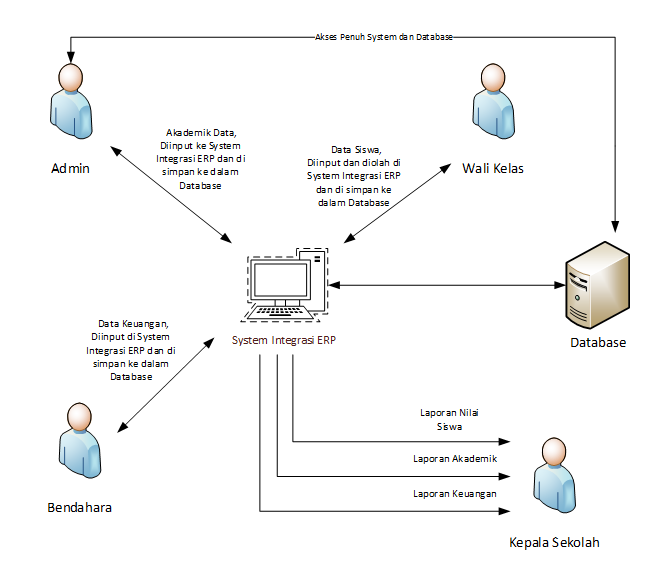 Akses Penuh System dan Database
Admin
Akademik Data,
Diinput ke System
Integrasi ERP dan di
simpan ke dalam
Database
Data Siswa,
Diinput dan diolah di
System Integrasi ERP
dan di simpan ke
dalam Database
Wali Kelas
System Integrasi ERP
Database
Data Keuangan,
Diinput di System
Integrasi ERP dan di
simpan ke dalam
Database
Bendahara
Laporan Nilai
Siswa
Laporan Akademik
Laporan Keuangan
Kepala Sekolah